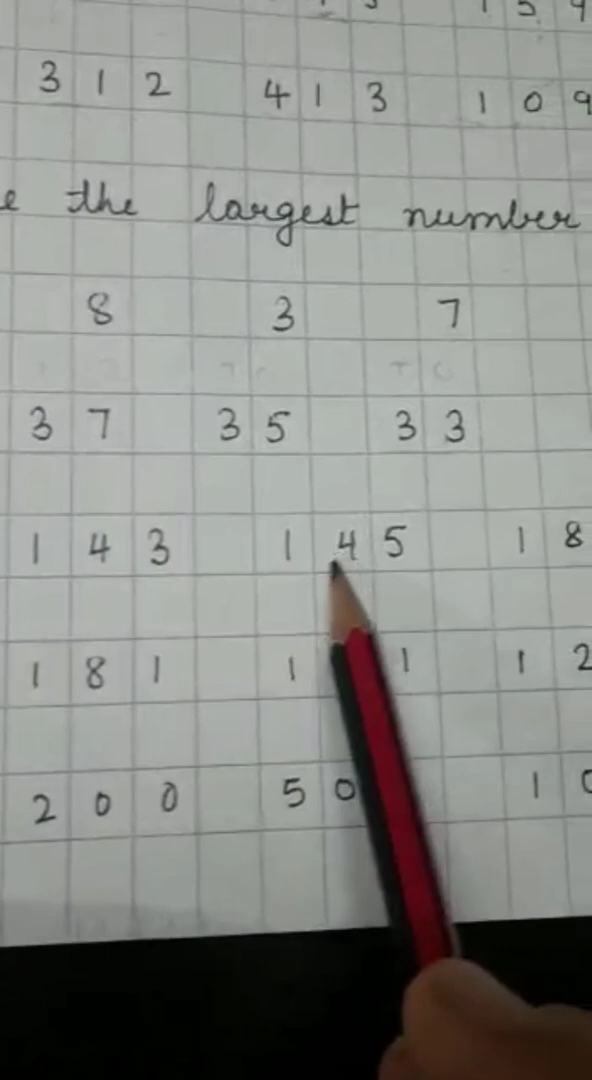 3 1 2 4 1 3 1 0 9
the largest number
8 3 7
3 7 3 5 3 3
1 4 3 1 4 5 1 8
1 8 1 1 1 1 2
2 0 0 5 0 1